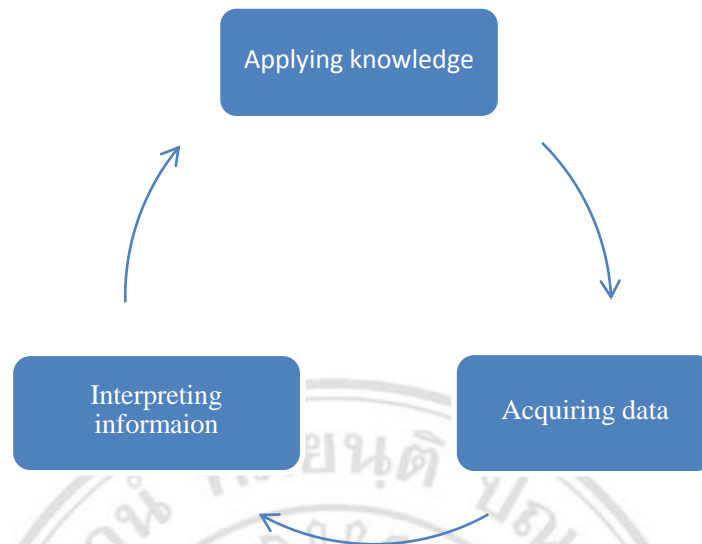 Applying knowledge
Interpreting
informaion
Acquiring data